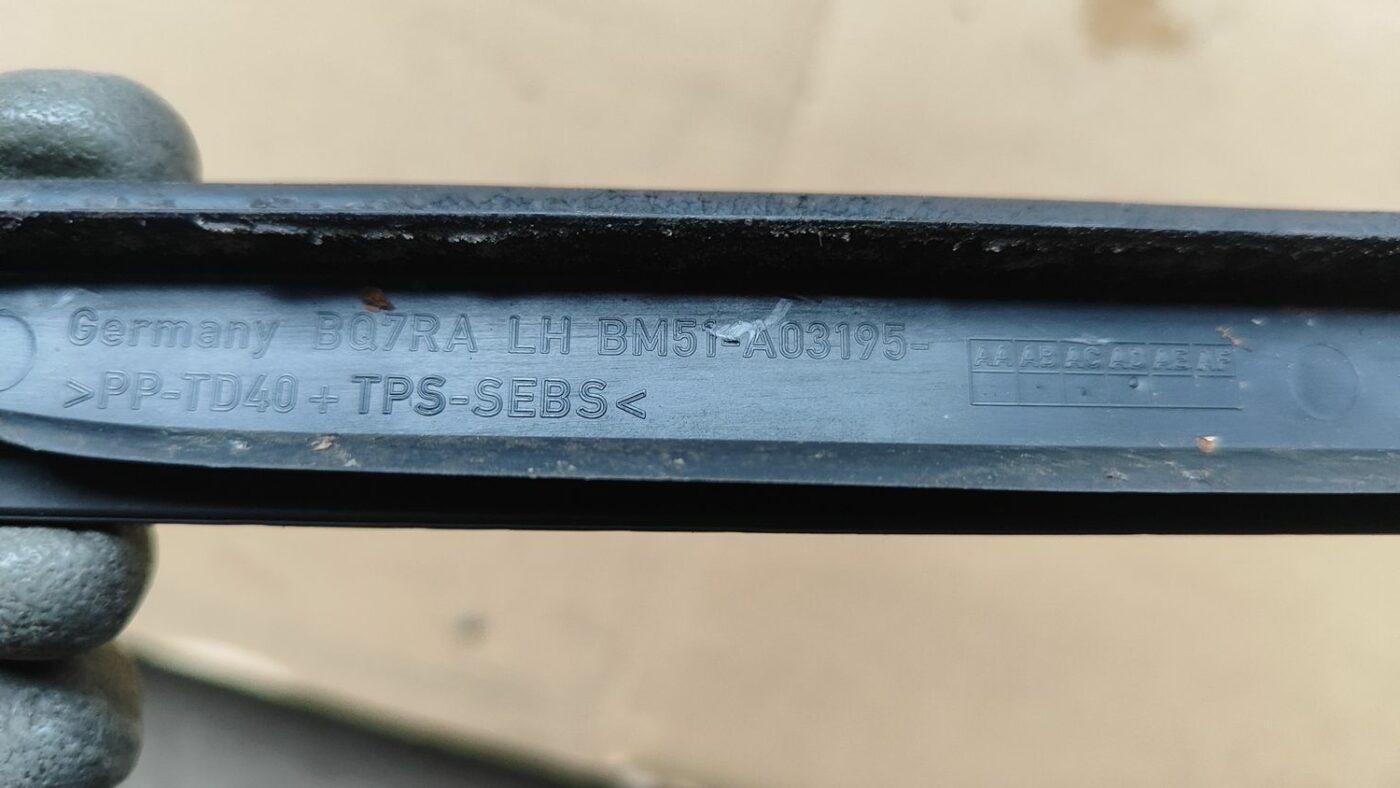 Germany BQ7RA LH BM51-A03195-
AA AB AC AD AE AF
>PP-TD40+TPS-SEBS<